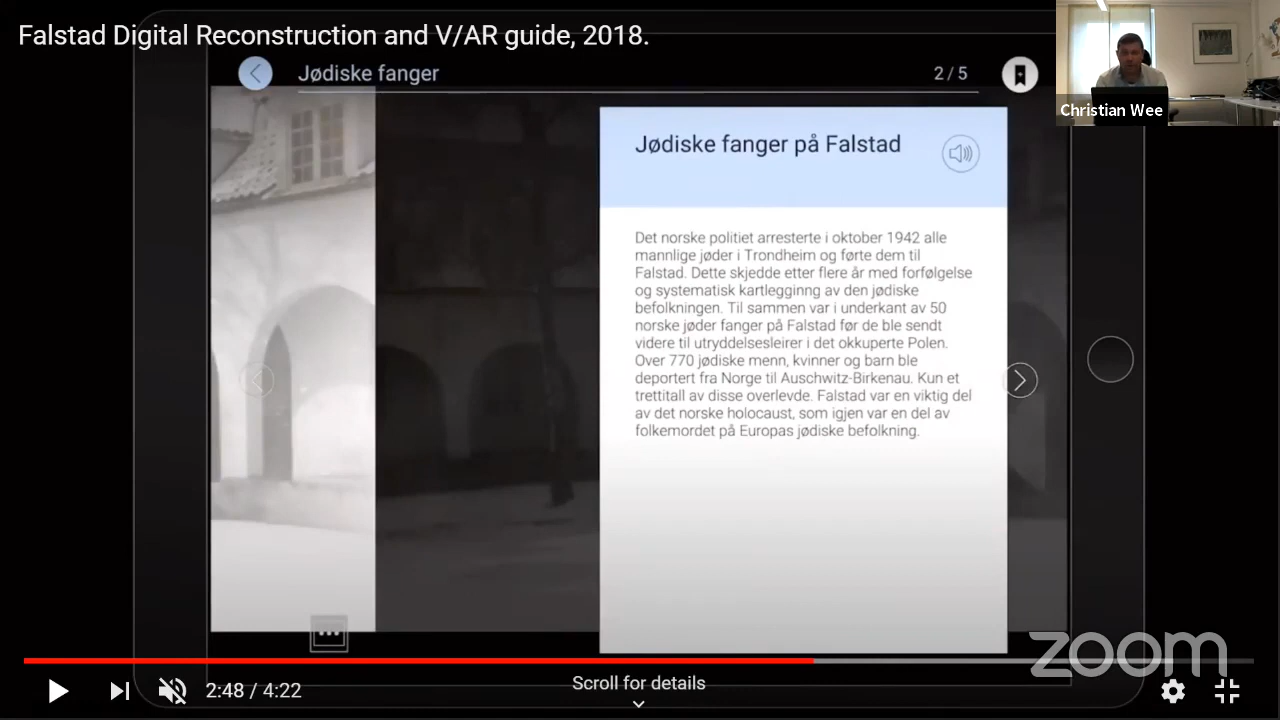 Falstad Digital Reconstruction and V/AR guide, 2018.
Jødiske fanger
2 / 5
Christian Wee
Jødiske fanger på Falstad
Det norske politiet arresterte i oktober 1942 alle
mannlige jøder i Trondheim og førte dem til
Falstad. Dette skjedde etter flere år med forfølgelse
og systematisk kartlegginng av den jødiske
befolkningen. Til sammen var i underkant av 50
norske jøder fanger på Falstad før de ble sendt
videre til utryddelsesleirer i det okkuperte Polen.
Over 770 jødiske menn, kvinner og barn ble
deportert fra Norge til Auschwitz-Birkenau. Kun et
trettitall av disse overlevde. Falstad var en viktig del
av det norske holocaust, som igjen var en del av
folkemordet på Europas jødiske befolkning.
zoom
2:48 / 4:22
Scroll for details